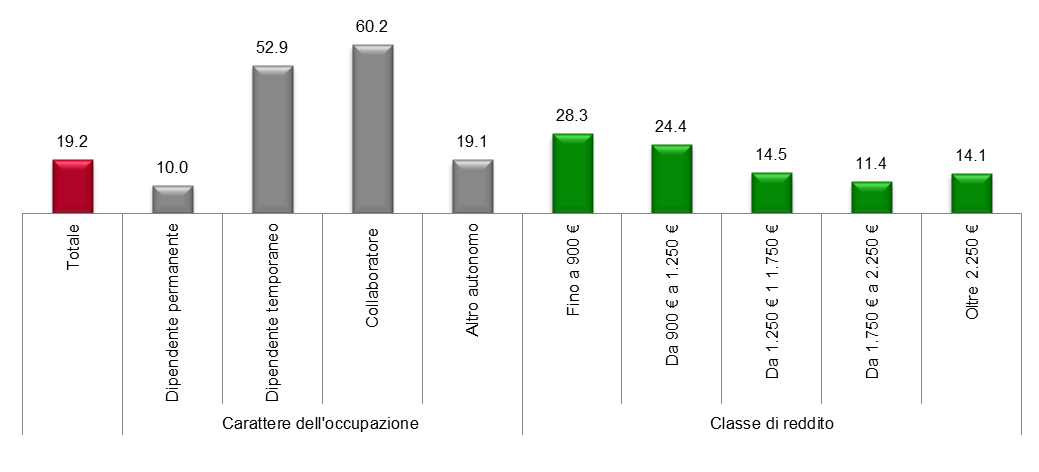 60.2
52.9
28.3
24.4
19.2
19.1
14.5
14.1
11.4
10.0
Totale
Dipendente permanente
Dipendente temporaneo
Collaboratore
Altro autonomo
Fino a 900 €
Da 900 € a 1.250 €
Da 1.250 € 1 1.750 €
Da 1.750 € a 2.250 €
Oltre 2.250 €
Carattere dell'occupazione
Classe di reddito